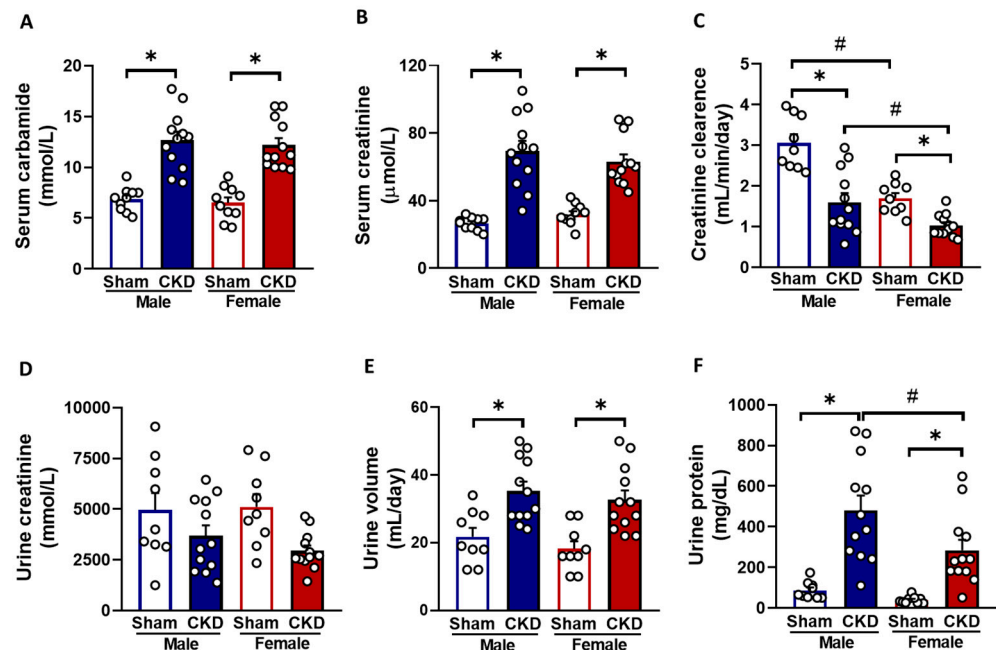 A
Serum carbamide
(mmol/L)
20
15
10
5
0
*
*
Sham CKD Sham CKD
Male Female
B
Serum creatinine
(μmol/L)
120
80
40
0
*
*
Sham CKD Sham CKD
Male Female
C
Creatinine clearence
(mL/min/day)
5
4
3
2
1
0
#
*
#
*
Sham CKD Sham CKD
Male Female
D
Urine creatinine
(mmol/L)
10000
7500
5000
2500
0
Sham CKD Sham CKD
Male Female
E
Urine volume
(mL/day)
60
40
20
0
*
*
Sham CKD Sham CKD
Male Female
F
Urine protein
(mg/dL)
1000
800
600
400
200
0
*
#
*
Sham CKD Sham CKD
Male Female